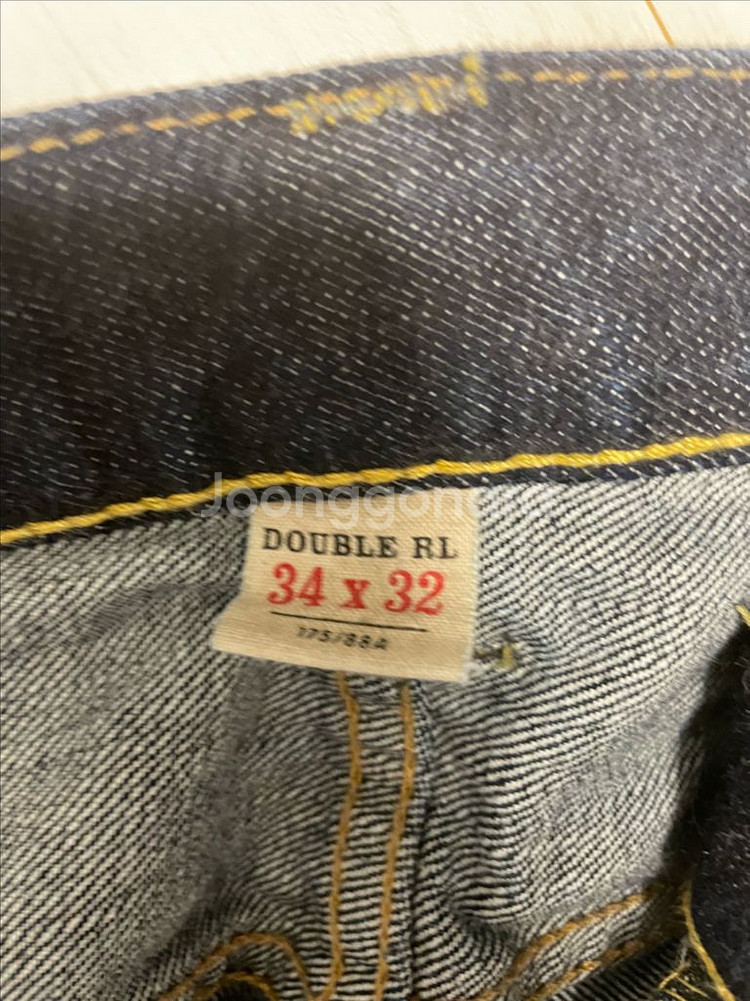 DOUBLE RL
34 x 32
175/88A